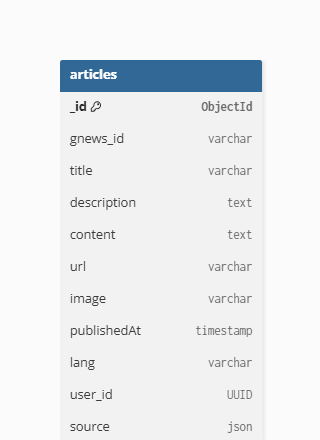 articles
_id ObjectId
gnews_id varchar
title varchar
description text
content text
url varchar
image varchar
publishedAt timestamp
lang varchar
user_id UUID
source json